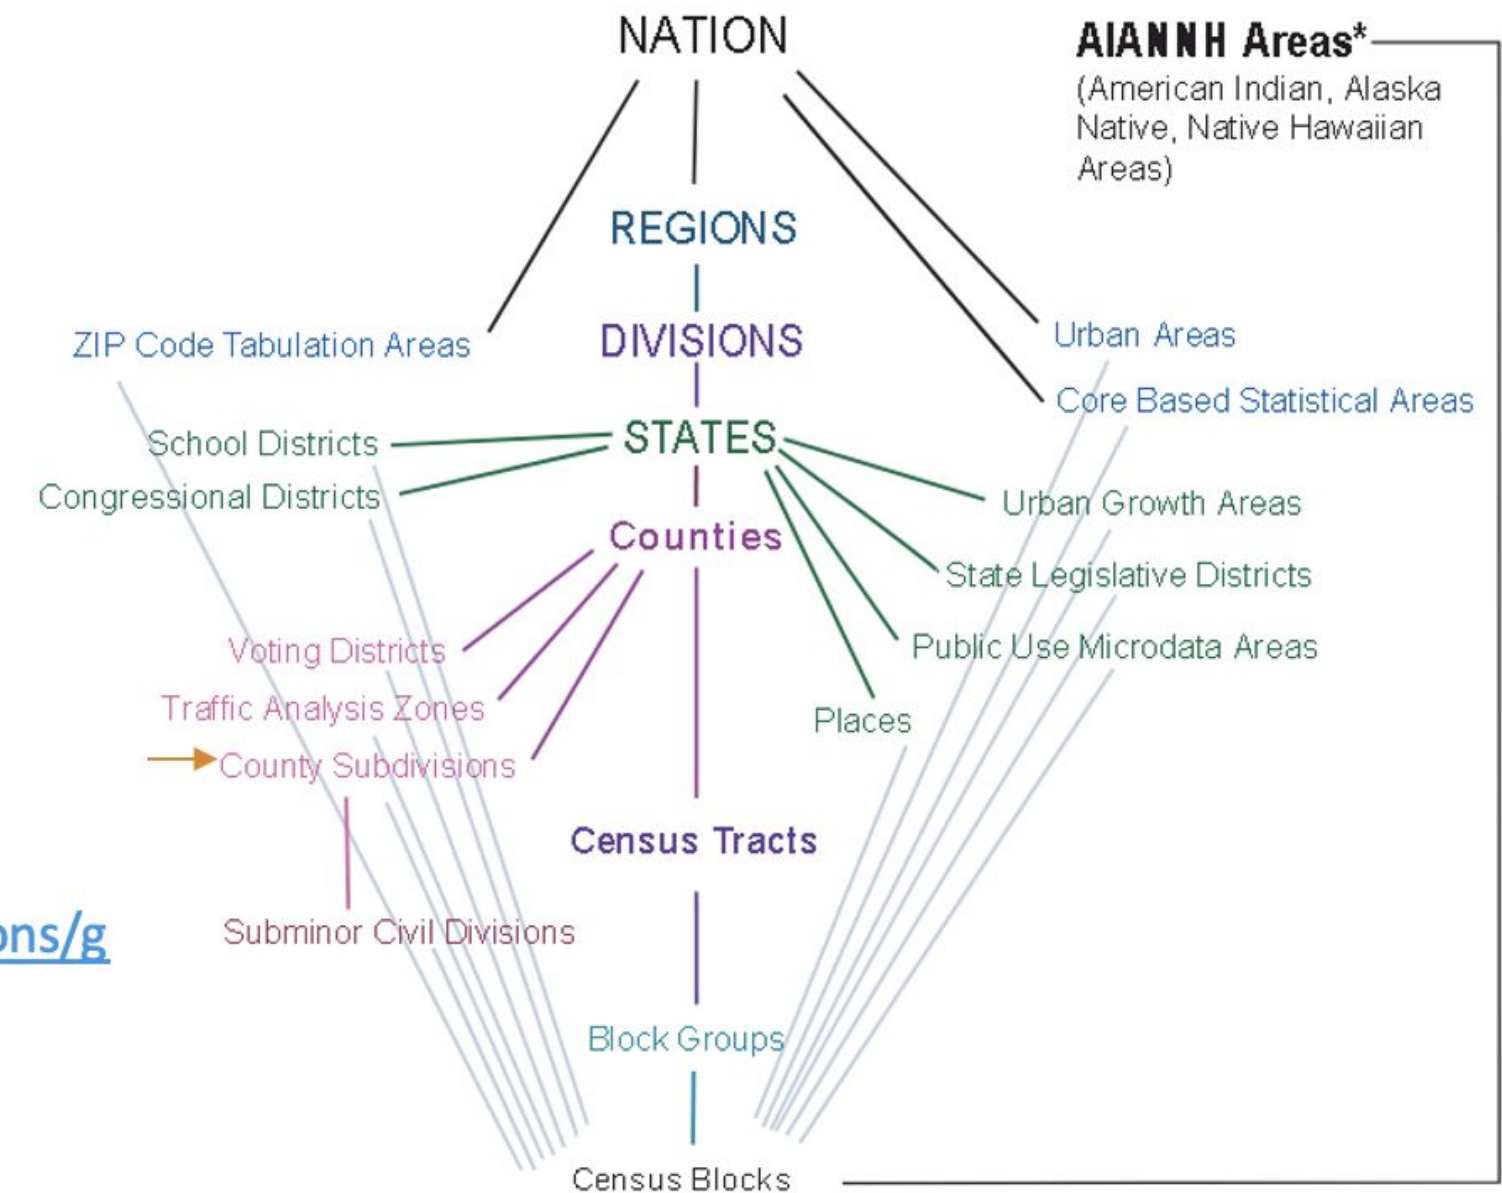 NATION
AIANNH Areas*
(American Indian, Alaska
Native, Native Hawaiian
Areas)
REGIONS
ZIP Code Tabulation Areas
DIVISIONS
Urban Areas
Core Based Statistical Areas
School Districts
STATES
Congressional Districts
Urban Growth Areas
Counties
State Legislative Districts
Voting Districts
Public Use Microdata Areas
Traffic Analysis Zones
Places
County Subdivisions
Census Tracts
Subminor Civil Divisions
ons/g
Block Groups
Census Blocks